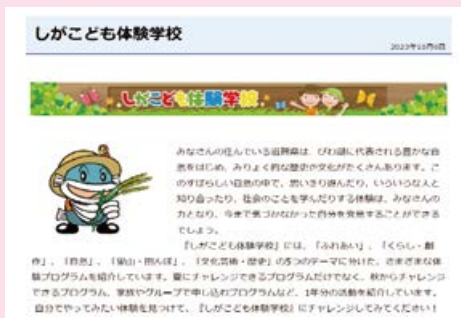 しがこども体験学校
2023年10月6日
しがこども体験学校
みなさんの住んでいる滋賀県は、びわ湖に代表される豊かな自
然をはじめ、みりょく的な歴史や文化がたくさんあります。こ
のすばらしい自然の中で、思いきり遊んだり、いろいろな人と
知り合ったり、社会のことを学んだりする体験は、みなさんの
力となり、今まで気づかなかった自分を発見することができる
でしょう。
『しがこども体験学校』には、「ふれあい」、「くらし・創
作」、「自然」、「里山・田んぼ」、「文化芸術・歴史」の5つのテーマに分けた、さまざまな体
験プログラムを紹介しています。夏にチャレンジできるプログラムだけでなく、秋からチャレンジ
できるプログラム、家族やグループで申し込むプログラムなど、1年分の活動を紹介しています。
自分でやってみたい体験を見つけて、『しがこども体験学校』にチャレンジしてみてください！